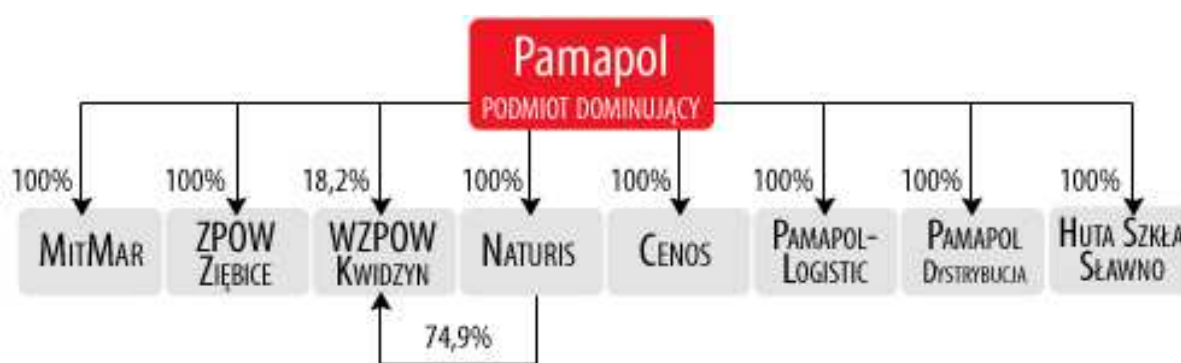 Pamapol
PODMIOT DOMINUJĄCY
100% 100% 18,2% 100% 100% 100% 100% 100%
MITMAR
ZPOW
ZIĘBICE
WZPOW
KWIDZYN
NATURIS
CENOS
PAMAPOL-
LOGISTIC
PAMAPOL
DYSTRYBUCJA
HUTA SZKŁA
SŁAWNO
74,9%